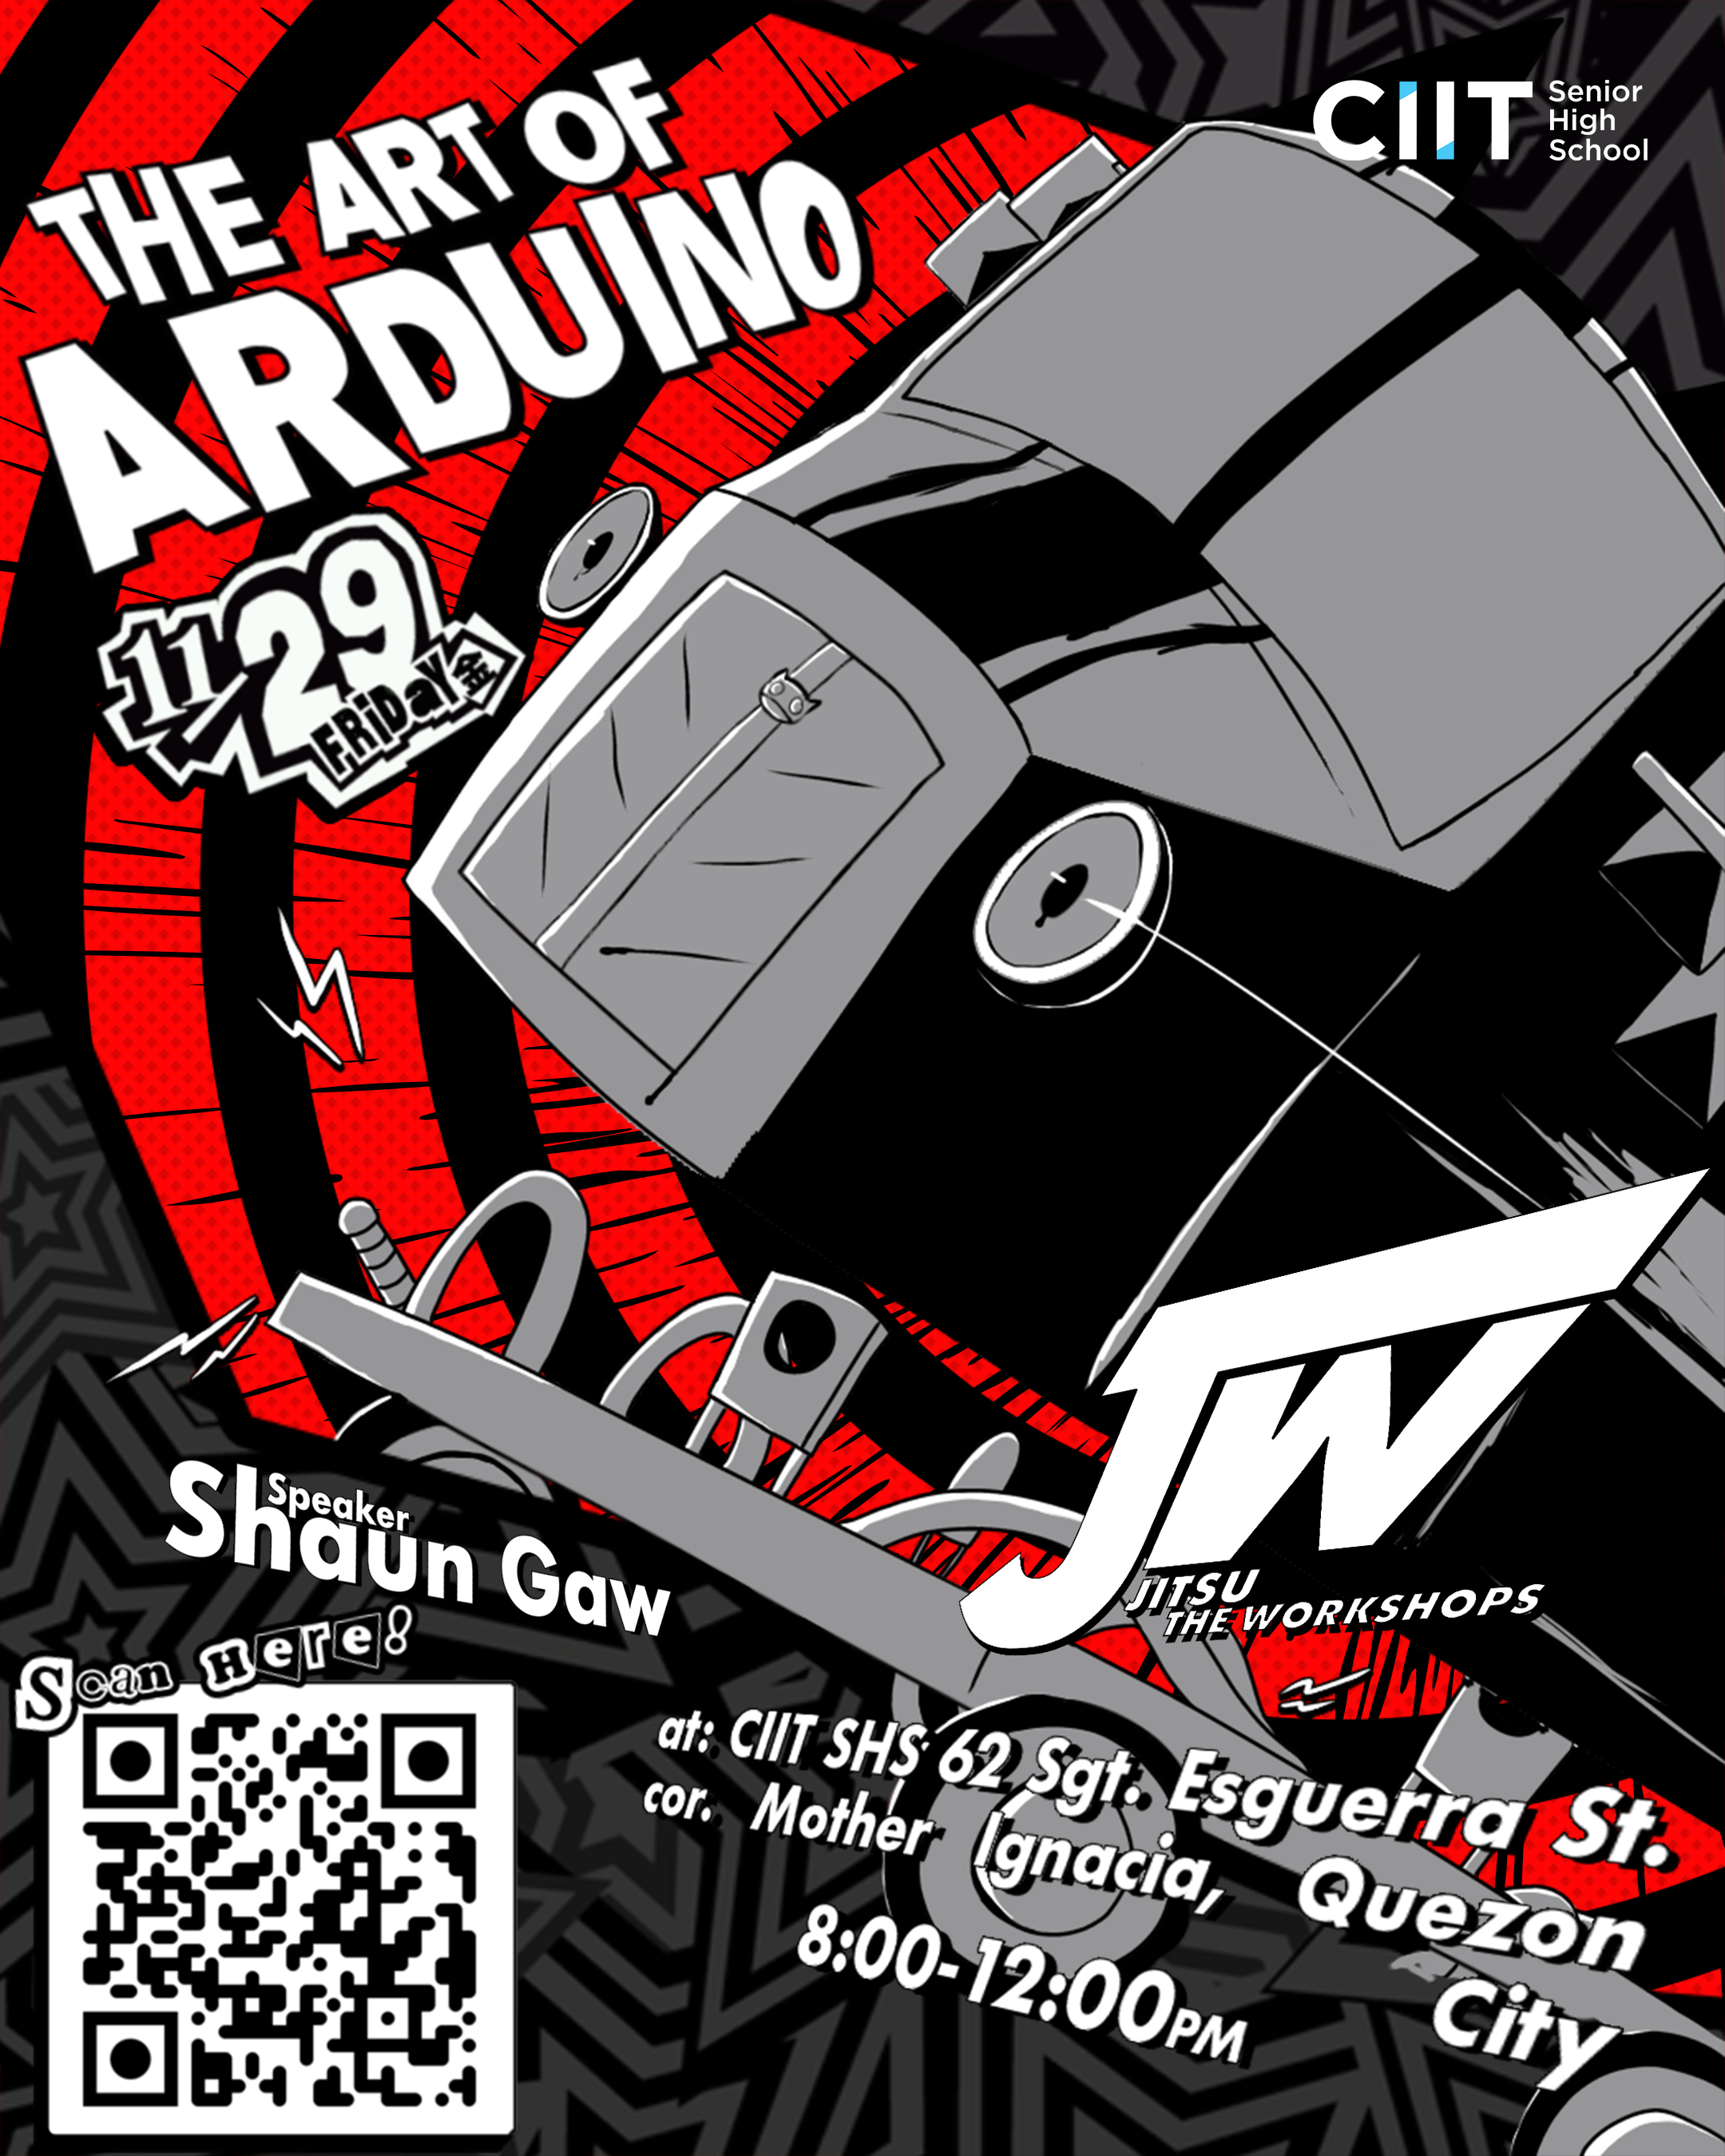 CIIT Senior
High
School
THE ART OF
ARDUINO
11/29
FRiDaY 金
JW
JITSU
THE WORKSHOPS
Speaker
Shaun Gaw
Scan Here!
at: CIIT SHS 62 Sgt. Esguerra St.
cor. Mother Ignacia, Quezon
City
8:00-12:00PM